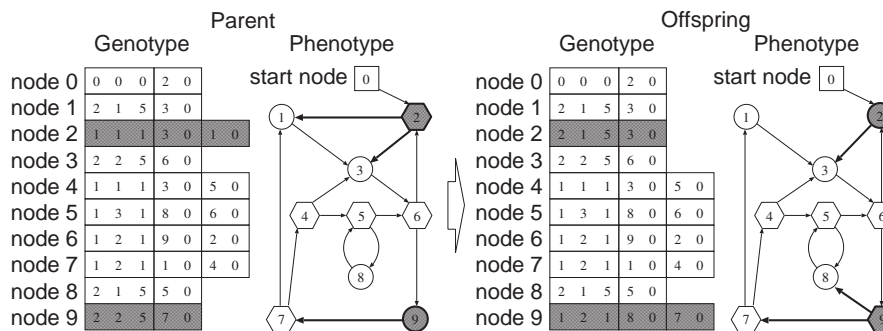 Parent
Offspring
Genotype Phenotype
Genotype Phenotype
start node 0
node 0 0 0 0 2 0
node 1 2 1 5 3 0
node 2 1 1 1 3 0 1 0
node 3 2 2 5 6 0
node 4 1 1 1 3 0 5 0
node 5 1 3 1 8 0 6 0
node 6 1 2 1 9 0 2 0
node 7 1 2 1 1 0 4 0
node 8 2 1 5 5 0
node 9 2 2 5 7 0
1 2
3
4 5 6
8
7 9
start node 0
node 0 0 0 0 2 0
node 1 2 1 5 3 0
node 2 2 1 5 3 0
node 3 2 2 5 6 0
node 4 1 1 1 3 0 5 0
node 5 1 3 1 8 0 6 0
node 6 1 2 1 9 0 2 0
node 7 1 2 1 1 0 4 0
node 8 2 1 5 5 0
node 9 1 2 1 8 0 7 0
1 2
3
4 5 6
8
7 9